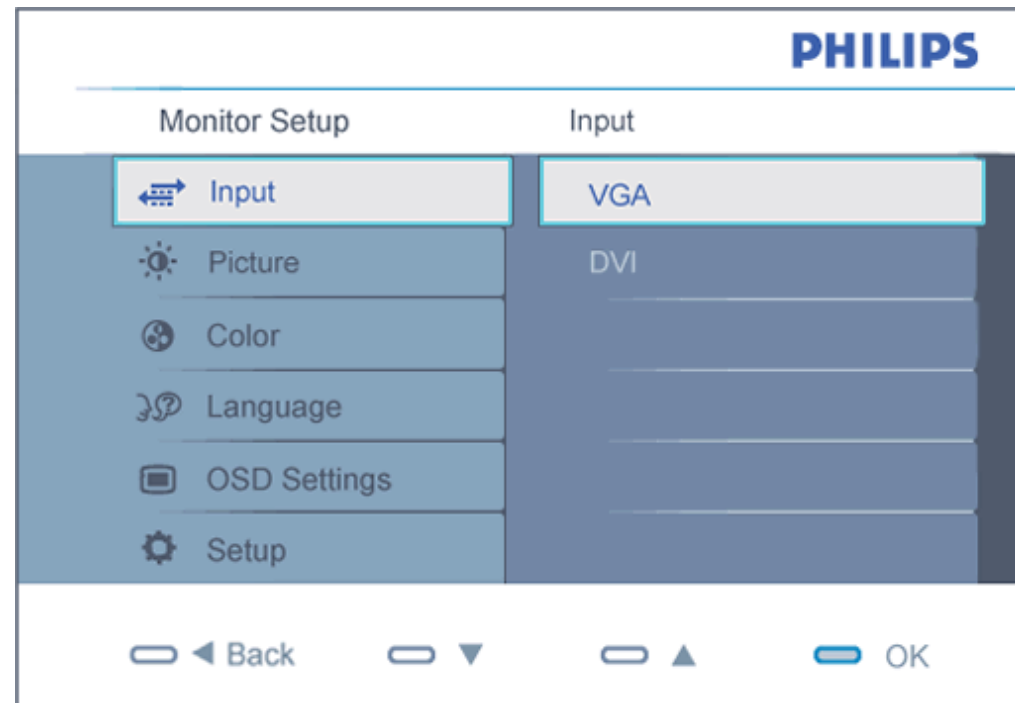 PHILIPS
Monitor Setup
Input
Input
VGA
Picture
DVI
Color
Language
OSD Settings
Setup
Back
OK